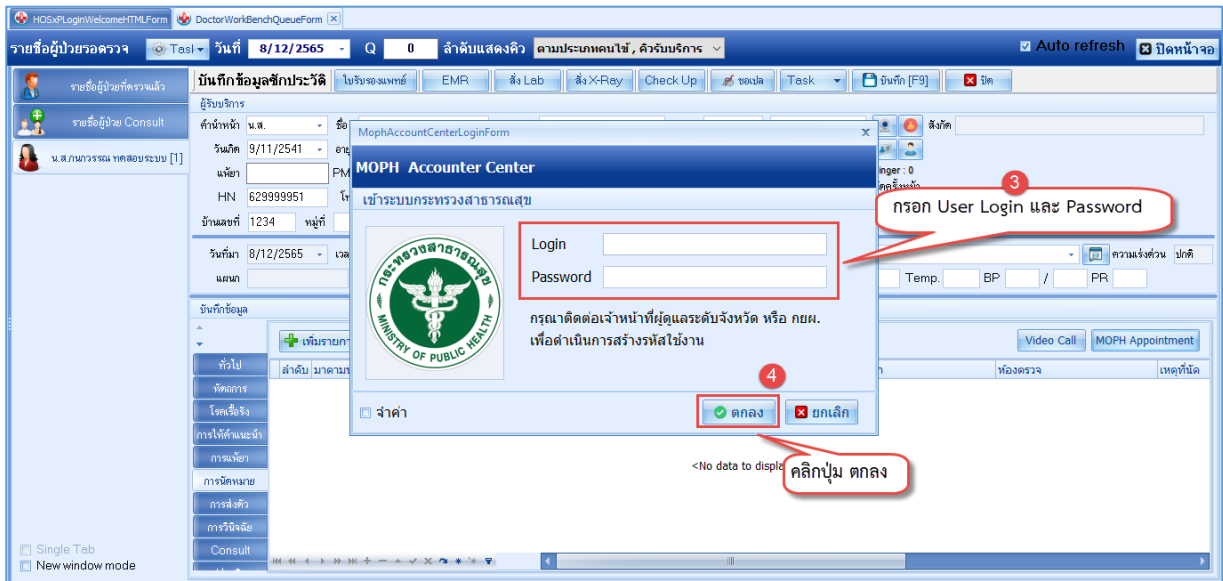 HOSxPLoginWelcomeHTMLForm DoctorWorkBenchQueueForm
รายชื่อผู้ป่วยรอตรวจ Task วันที่ 8/12/2565 Q 0 ลำดับแสดงคิว ตามประเภทคนไข้ , คิวรับบริการ Auto refresh ปิดหน้าจอ
รายชื่อผู้ป่วยที่ตรวจแล้ว
รายชื่อผู้ป่วย Consult
น.ส.กนกวรรณ ทดสอบระบบ [1]
บันทึกข้อมูลซักประวัติ ใบรับรองแพทย์ EMR สั่ง Lab สั่ง X-Ray Check Up ขอเปล Task บันทึก [F9] ปิด
ผู้รับบริการ
คำนำหน้า น.ส. ชื่อ สังกัด
วันเกิด 9/11/2541 อายุ
แพ้ยา PM nger : 0
HN 629999951
บ้านเลขที่ 1234 หมู่ที่
วันที่มา 8/12/2565 เวลา ความเร่งด่วน ปกติ
แผนก Temp. BP / PR
MophAccountCenterLoginForm x
MOPH Accounter Center
เข้าระบบกระทรวงสาธารณสุข
กระทรวงสาธารณสุข
MINISTRY OF PUBLIC HEALTH
Login
Password
กรุณาติดต่อเจ้าหน้าที่ผู้ดูแลระดับจังหวัด หรือ กยผ.
เพื่อดำเนินการสร้างรหัสใช้งาน
จำค่า ตกลง ยกเลิก
3
กรอก User Login และ Password
4
คลิกปุ่ม ตกลง
บันทึกข้อมูล
เพิ่มรายการ Video Call MOPH Appointment
ลำดับ ห้องตรวจ เหตุที่นัด
<No data to displa
ทั่วไป
หัตถการ
โรคเรื้อรัง
การให้คำแนะนำ
การแพ้ยา
การนัดหมาย
การส่งตัว
การวินิจฉัย
Consult
Single Tab
New window mode